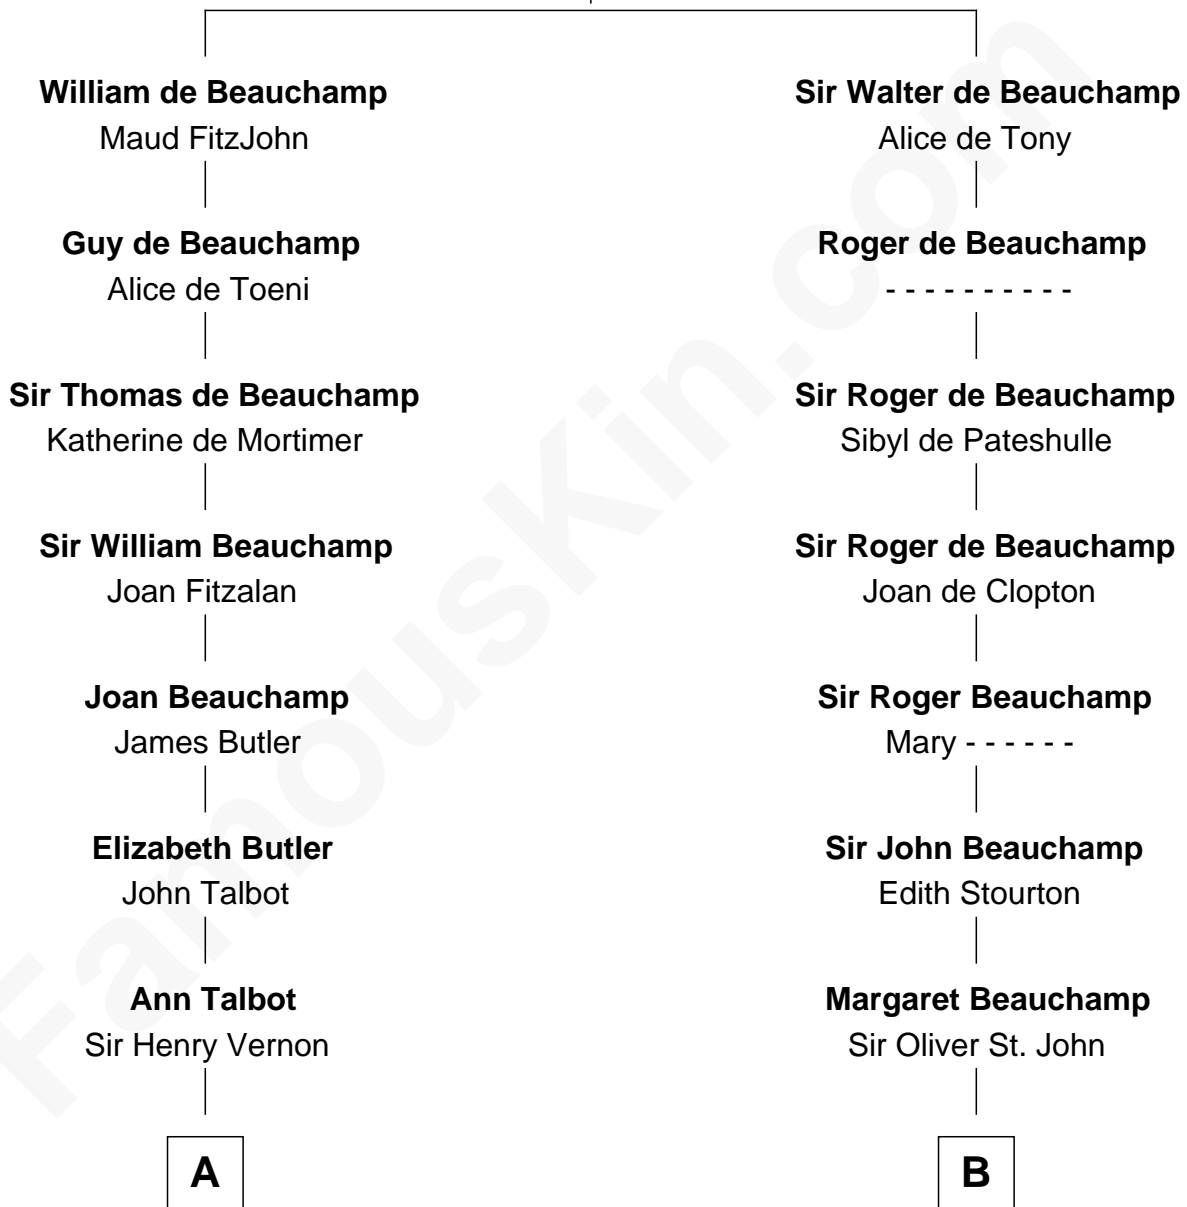 William de Beauchamp
Maud FitzJohn
Guy de Beauchamp
Alice de Toeni
Sir Thomas de Beauchamp
Katherine de Mortimer
Sir William Beauchamp
Joan Fitzalan
Joan Beauchamp
James Butler
Elizabeth Butler
John Talbot
Ann Talbot
Sir Henry Vernon
A
Sir Walter de Beauchamp
Alice de Tony
Roger de Beauchamp
- - - - - - - - - -
Sir Roger de Beauchamp
Sibyl de Pateshulle
Sir Roger de Beauchamp
Joan de Clopton
Sir Roger Beauchamp
Mary - - - - - -
Sir John Beauchamp
Edith Stourton
Margaret Beauchamp
Sir Oliver St. John
B
FamousKin.com